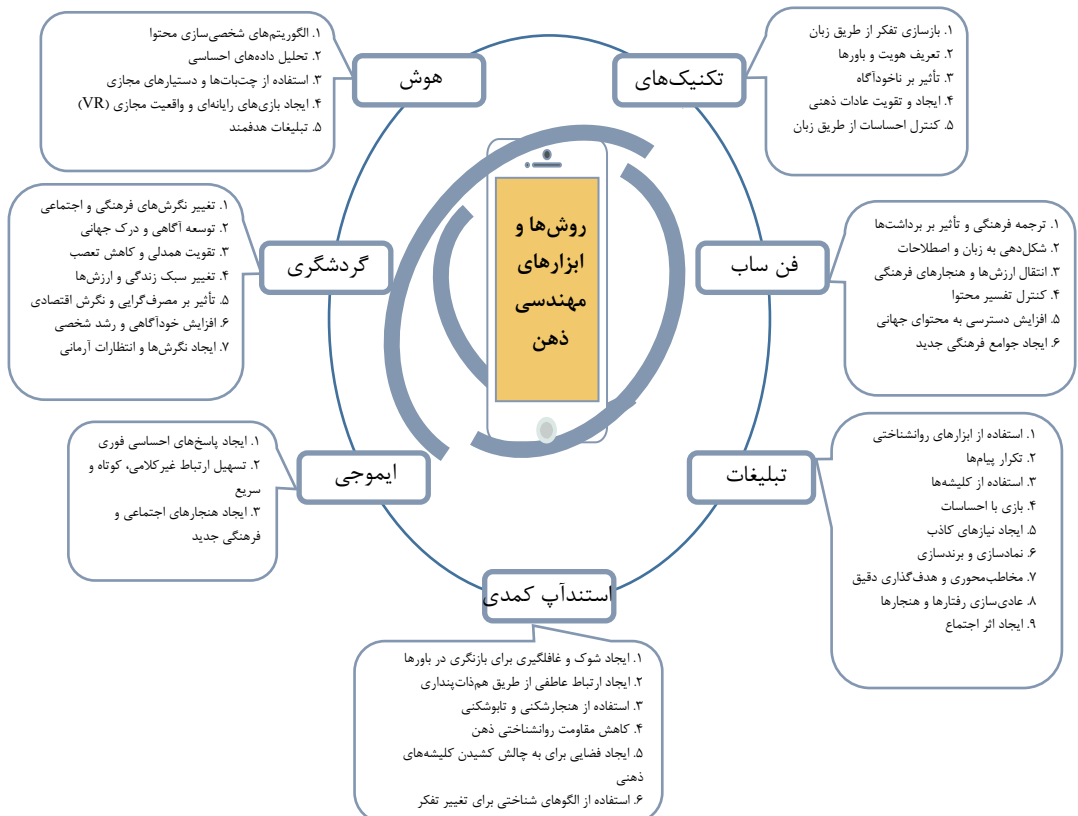 روش‌ها و
ابزارهای
مهندسی
ذهن
تکنیک‌های
۱. بازسازی تفکر از طریق زبان
۲. تعریف هویت و باورها
۳. تأثیر بر ناخودآگاه
۴. ایجاد و تقویت عادات ذهنی
۵. کنترل احساسات از طریق زبان
فن ساب
۱. ترجمه فرهنگی و تأثیر بر برداشت‌ها
۲. شکل‌دهی به زبان و اصطلاحات
۳. انتقال ارزش‌ها و هنجارهای فرهنگی
۴. کنترل تفسیر محتوا
۵. افزایش دسترسی به محتوای جهانی
۶. ایجاد جوامع فرهنگی جدید
تبلیغات
۱. استفاده از ابزارهای روانشناختی
۲. تکرار پیام‌ها
۳. استفاده از کلیشه‌ها
۴. بازی با احساسات
۵. ایجاد نیازهای کاذب
۶. نمادسازی و برندسازی
۷. مخاطب‌محوری و هدف‌گذاری دقیق
۸. عادی‌سازی رفتارها و هنجارها
۹. ایجاد اثر اجتماع
استندآپ کمدی
۱. ایجاد شوک و غافلگیری برای بازنگری در باورها
۲. ایجاد ارتباط عاطفی از طریق هم‌ذات‌پنداری
۳. استفاده از هنجارشکنی و تابوشکنی
۴. کاهش مقاومت روانشناختی ذهن
۵. ایجاد فضایی برای به چالش کشیدن کلیشه‌های
ذهنی
۶. استفاده از الگوهای شناختی برای تغییر تفکر
ایموجی
۱. ایجاد پاسخ‌های احساسی فوری
۲. تسهیل ارتباط غیرکلامی، کوتاه و
سریع
۳. ایجاد هنجارهای اجتماعی و
فرهنگی جدید
گردشگری
۱. تغییر نگرش‌های فرهنگی و اجتماعی
۲. توسعه آگاهی و درک جهانی
۳. تقویت همدلی و کاهش تعصب
۴. تغییر سبک زندگی و ارزش‌ها
۵. تأثیر بر مصرف‌گرایی و نگرش اقتصادی
۶. افزایش خودآگاهی و رشد شخصی
۷. ایجاد نگرش‌ها و انتظارات آرمانی
هوش
۱. الگوریتم‌های شخصی‌سازی محتوا
۲. تحلیل داده‌های احساسی
۳. استفاده از چت‌بات‌ها و دستیارهای مجازی
۴. ایجاد بازی‌های رایانه‌ای و واقعیت مجازی (VR)
۵. تبلیغات هدفمند